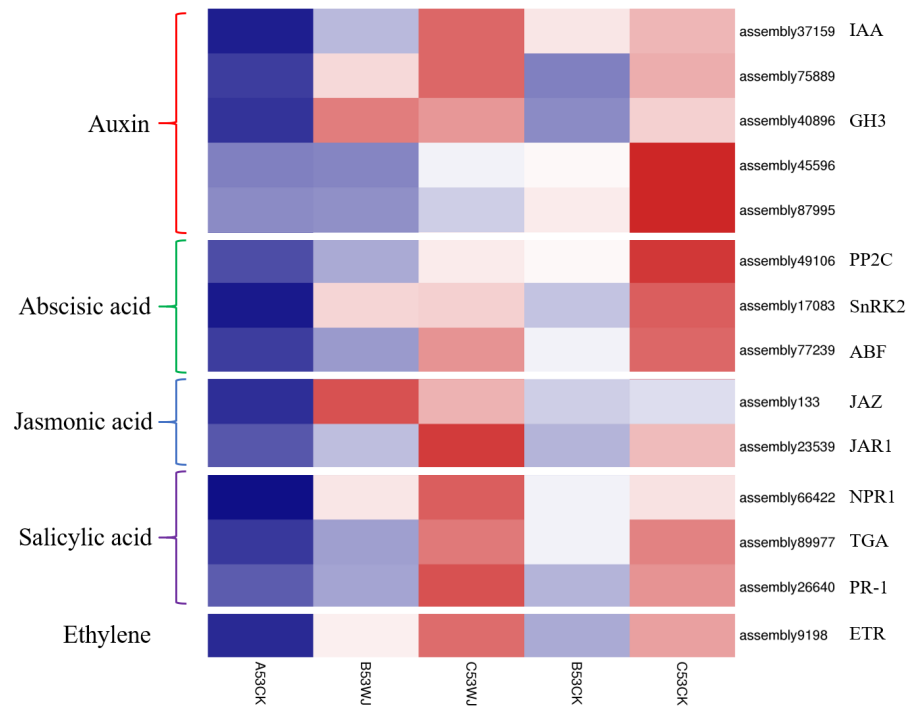 assembly37159 IAA
assembly75889
Auxin
assembly40896 GH3
assembly45596
assembly87995
assembly49106 PP2C
Abscisic acid
assembly17083 SnRK2
assembly77239 ABF
assembly133 JAZ
Jasmonic acid
assembly23539 JAR1
assembly66422 NPR1
Salicylic acid
assembly89977 TGA
assembly26640 PR-1
Ethylene
assembly9198 ETR
A53CK
B53WJ
C53WJ
B53CK
C53CK